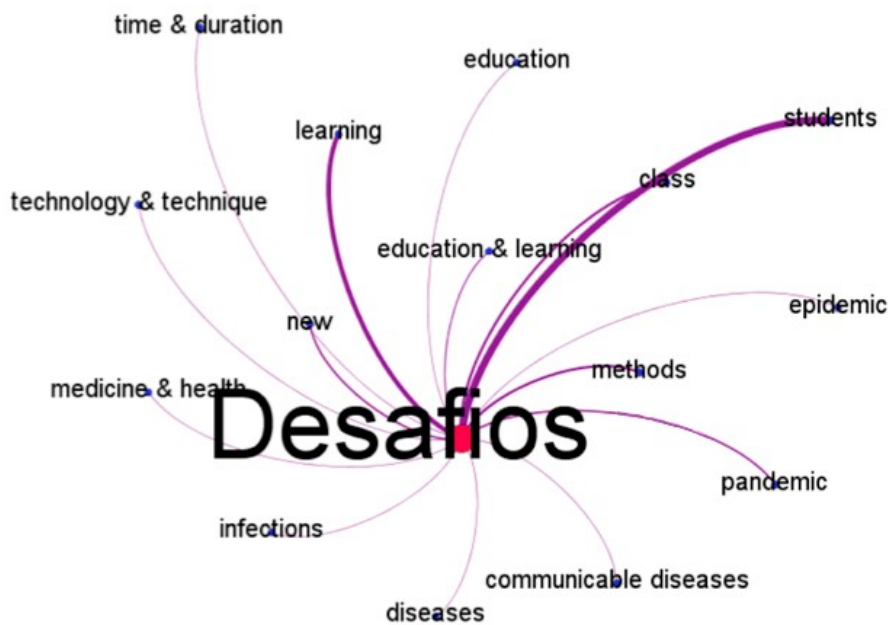 time & duration
education
students
learning
class
technology & technique
education & learning
epidemic
new
methods
medicine & health
Desafios
pandemic
infections
communicable diseases
diseases